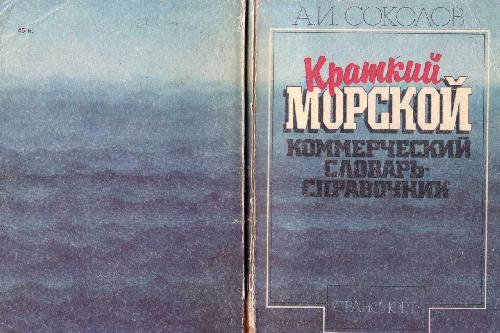 45 к.
А.И. СОКОЛОВ
Краткий
МОРСКОЙ
КОММЕРЧЕСКИЙ
СЛОВАРЬ-
СПРАВОЧНИК
·ТРАНСПОРТ·